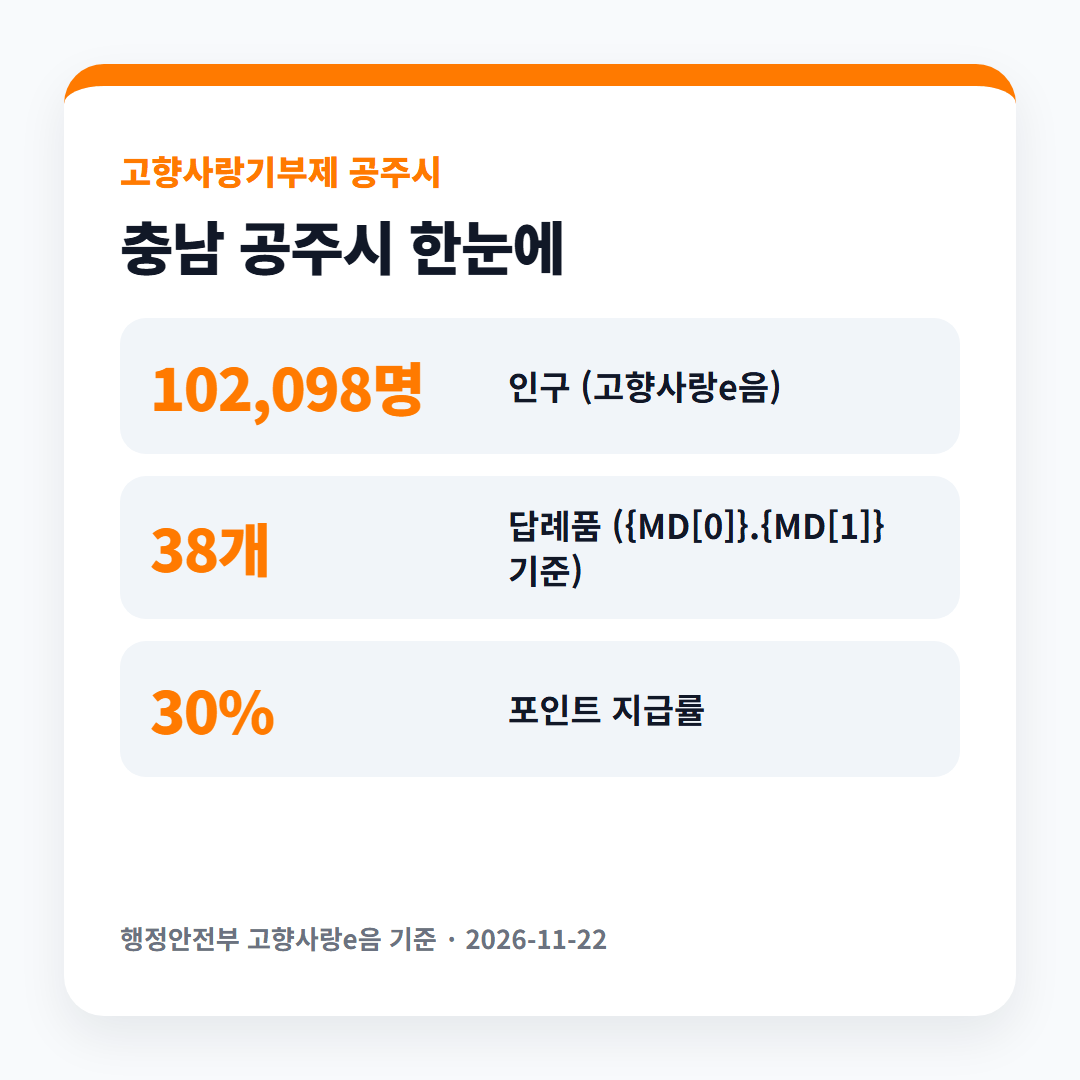 고향사랑기부제 공주시
충남 공주시 한눈에
102,098명
인구 (고향사랑e음)
38개
답례품 ({MD[0]}.{MD[1]}
기준)
30%
포인트 지급률
행정안전부 고향사랑e음 기준 · 2026-11-22